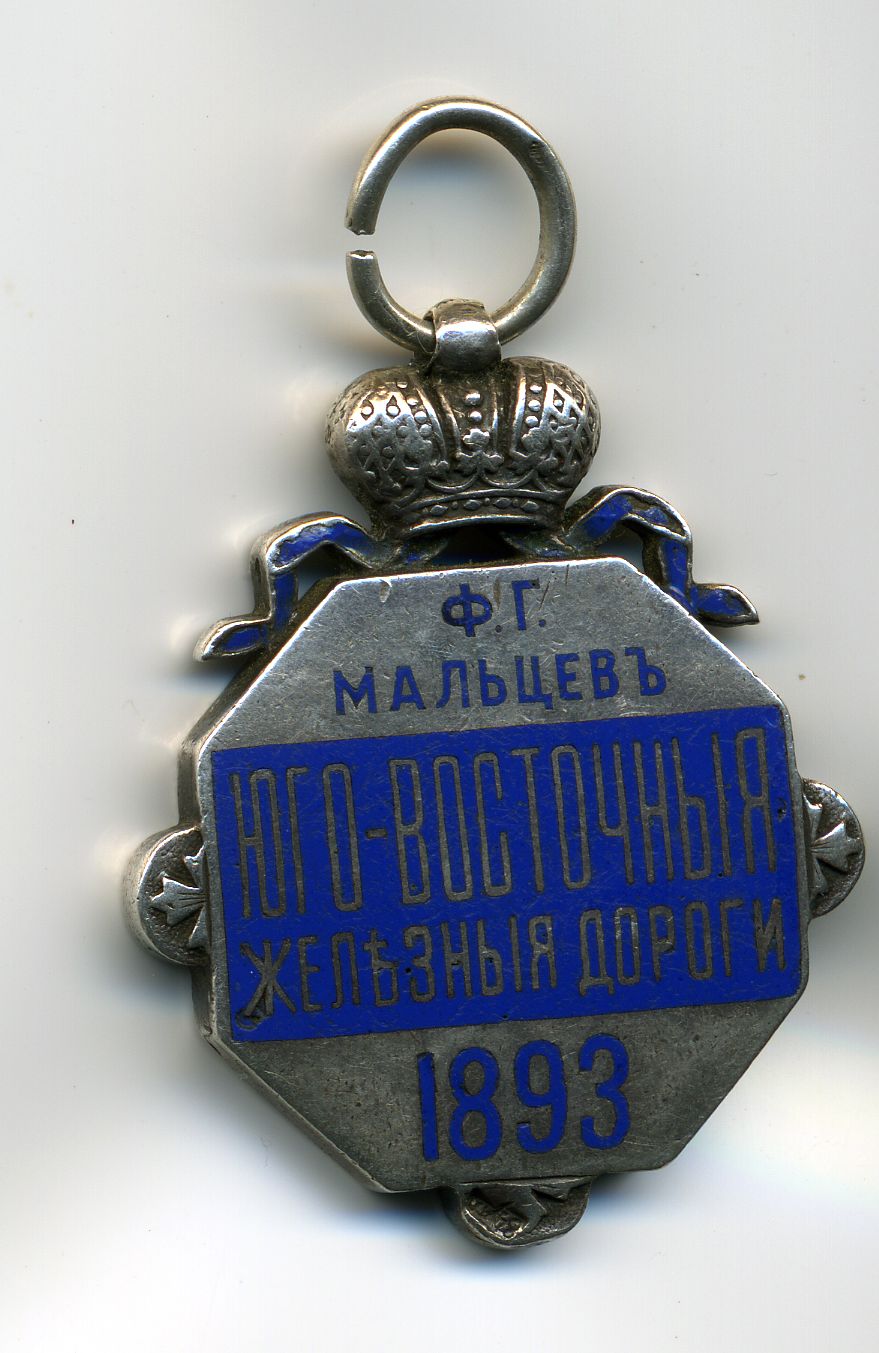 Ф.Г.
МАЛЬЦЕВЪ
ЮГО-ВОСТОЧНЫЯ
ЖЕЛѢЗНЫЯ ДОРОГИ
1893